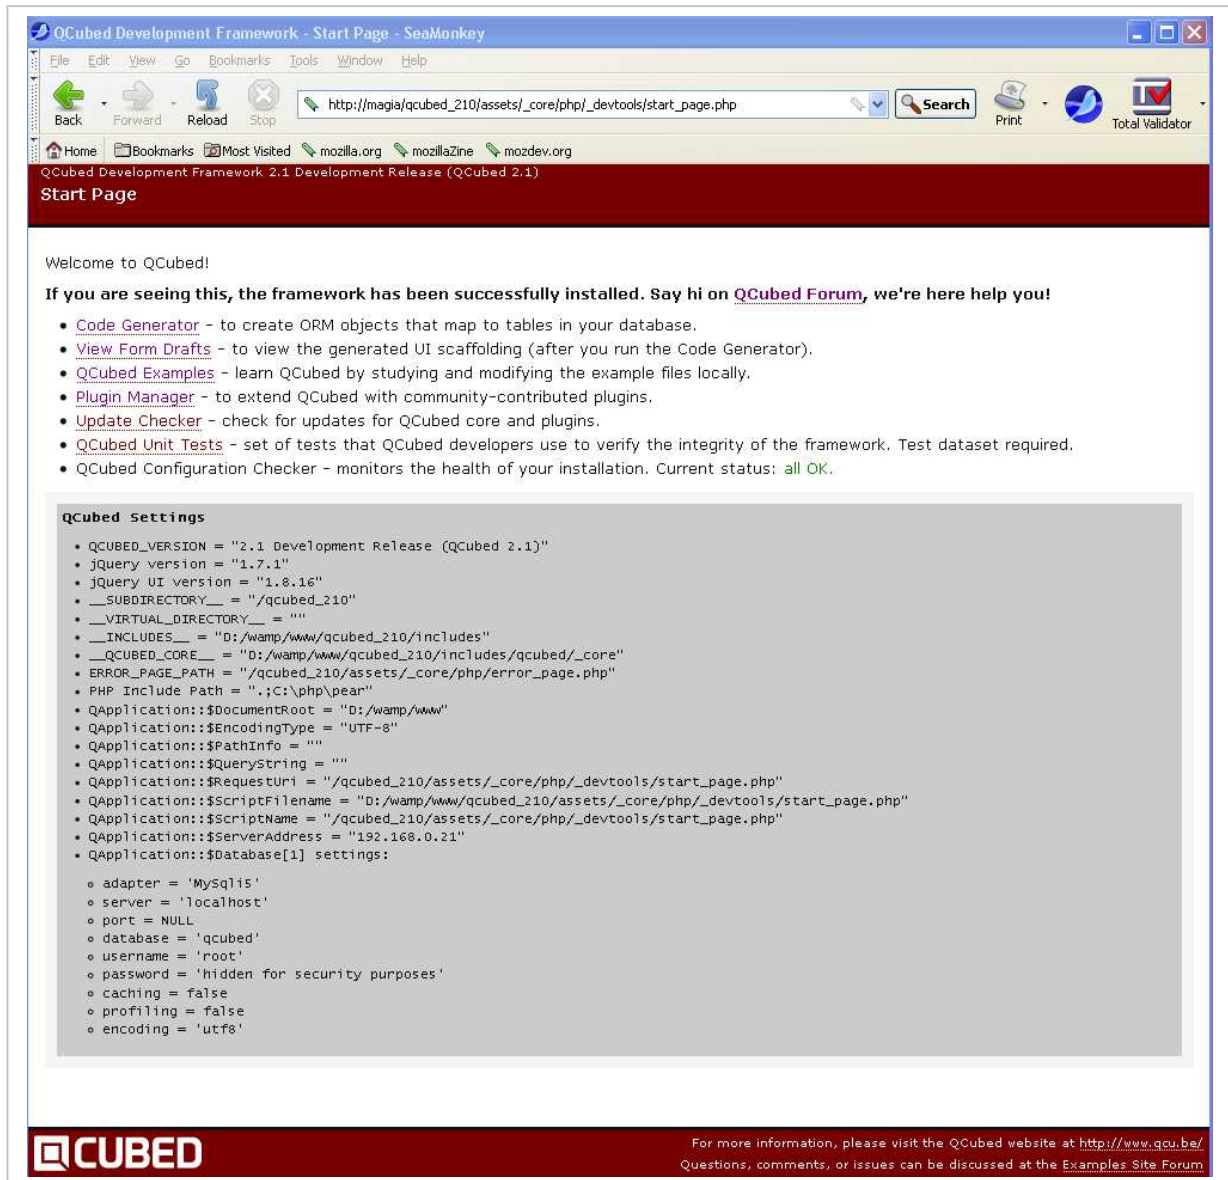 QCubed Development Framework - Start Page - SeaMonkey
File Edit View Go Bookmarks Tools Window Help
http://magia/qcubed_210/assets/_core/php/_devtools/start_page.php Search
Back Forward Reload Stop Print Total Validator
Home Bookmarks Most Visited mozilla.org mozillaZine mozdev.org
QCubed Development Framework 2.1 Development Release (QCubed 2.1)
Start Page
Welcome to QCubed!
If you are seeing this, the framework has been successfully installed. Say hi on QCubed Forum, we're here help you!
• Code Generator - to create ORM objects that map to tables in your database.
• View Form Drafts - to view the generated UI scaffolding (after you run the Code Generator).
• QCubed Examples - learn QCubed by studying and modifying the example files locally.
• Plugin Manager - to extend QCubed with community-contributed plugins.
• Update Checker - check for updates for QCubed core and plugins.
• QCubed Unit Tests - set of tests that QCubed developers use to verify the integrity of the framework. Test dataset required.
• QCubed Configuration Checker - monitors the health of your installation. Current status: all OK.
QCubed Settings
• QCUBED_VERSION = "2.1 Development Release (QCubed 2.1)"
• jQuery version = "1.7.1"
• jQuery UI version = "1.8.16"
• __SUBDIRECTORY__ = "/qcubed_210"
• __VIRTUAL_DIRECTORY__ = ""
• __INCLUDES__ = "D:/wamp/www/qcubed_210/includes"
• __QCUBED_CORE__ = "D:/wamp/www/qcubed_210/includes/qcubed/_core"
• ERROR_PAGE_PATH = "/qcubed_210/assets/_core/php/error_page.php"
• PHP Include Path = ".;C:\php\pear"
• QApplication::$DocumentRoot = "D:/wamp/www"
• QApplication::$EncodingType = "UTF-8"
• QApplication::$PathInfo = ""
• QApplication::$QueryString = ""
• QApplication::$RequestUri = "/qcubed_210/assets/_core/php/_devtools/start_page.php"
• QApplication::$ScriptFilename = "D:/wamp/www/qcubed_210/assets/_core/php/_devtools/start_page.php"
• QApplication::$ScriptName = "/qcubed_210/assets/_core/php/_devtools/start_page.php"
• QApplication::$ServerAddress = "192.168.0.21"
• QApplication::$Database[1] settings:
o adapter = 'MySqli5'
o server = 'localhost'
o port = NULL
o database = 'qcubed'
o username = 'root'
o password = 'hidden for security purposes'
o caching = false
o profiling = false
o encoding = 'utf8'
QCUBED
For more information, please visit the QCubed website at http://www.qcu.be/
Questions, comments, or issues can be discussed at the Examples Site Forum